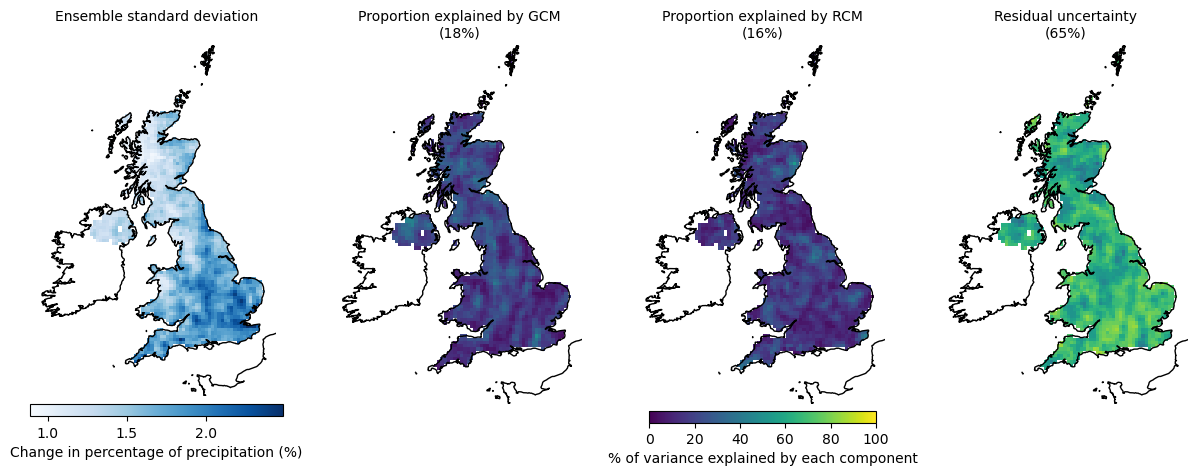 Ensemble standard deviation
Proportion explained by GCM
(18%)
Proportion explained by RCM
(16%)
Residual uncertainty
(65%)
1.0 1.5 2.0
Change in percentage of precipitation (%)
0 20 40 60 80 100
% of variance explained by each component